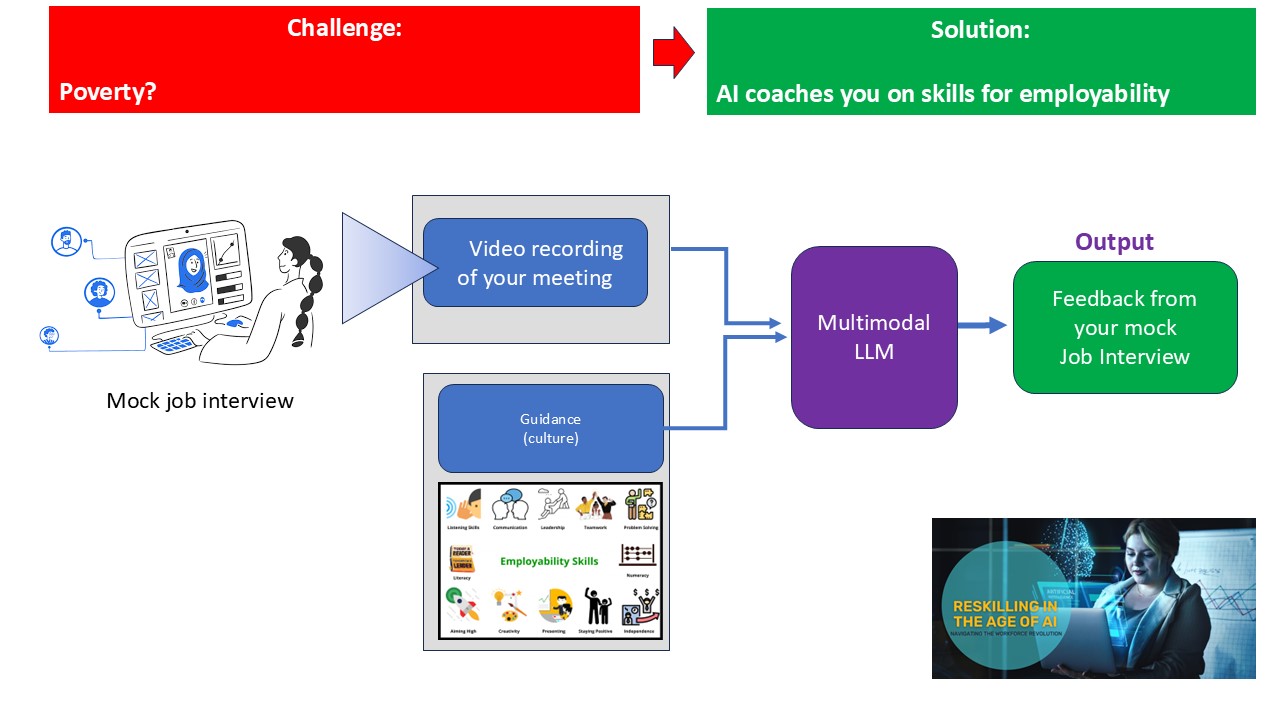 Challenge:
Poverty?
Solution:
AI coaches you on skills for employability
Mock job interview
Video recording
of your meeting
Guidance
(culture)
Listening Skills
Communication
Leadership
Teamwork
Problem Solving
Literacy
Employability Skills
Numeracy
Aiming High
Creativity
Presenting
Staying Positive
Independence
Multimodal
LLM
Output
Feedback from
your mock
Job Interview
RESKILLING IN
THE AGE OF AI
NAVIGATING THE WORKFORCE REVOLUTION
ARTIFICIAL